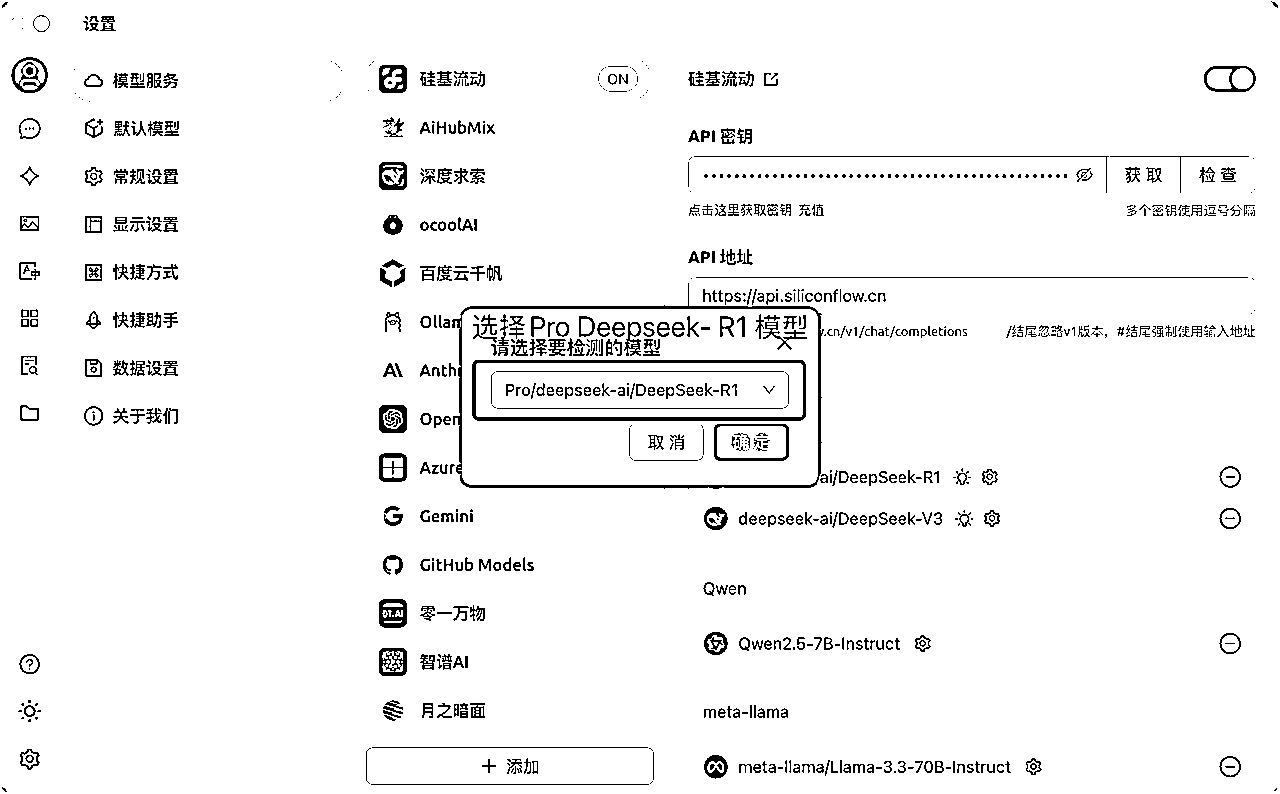 设置
模型服务
默认模型
常规设置
显示设置
快捷方式
快捷助手
数据设置
关于我们
硅基流动 ON
AiHubMix
深度求索
ocoolAI
百度云千帆
Ollam
Anth
Open
Azure
Gemini
GitHub Models
零一万物
智谱AI
月之暗面
添加
硅基流动
API 密钥
获取 检查
点击这里获取密钥 充值 多个密钥使用逗号分隔
API 地址
https://api.siliconflow.cn
v.cn/v1/chat/completions /结尾忽略v1版本，#结尾强制使用输入地址
选择Pro Deepseek- R1 模型
请选择要检测的模型
Pro/deepseek-ai/DeepSeek-R1
取消 确定
ai/DeepSeek-R1
deepseek-ai/DeepSeek-V3
Qwen
Qwen2.5-7B-Instruct
meta-llama
meta-llama/Llama-3.3-70B-Instruct